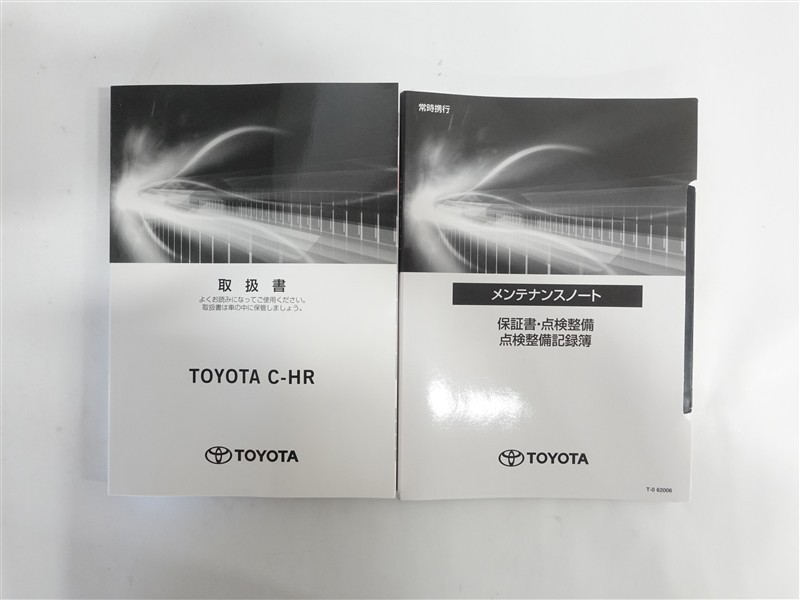 取扱書
よくお読みになってご使用ください。
取扱書は車の中に保管しましょう。
TOYOTA C-HR
TOYOTA
常時携行
メンテナンスノート
保証書・点検整備
点検整備記録簿
TOYOTA
T-0 62006